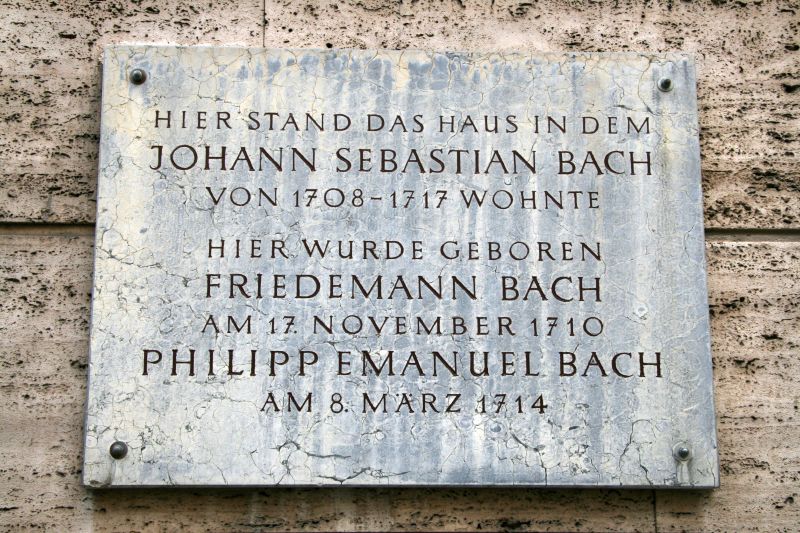 HIER STAND DAS HAUS IN DEM
JOHANN SEBASTIAN BACH
VON 1708-1717 WOHNTE
HIER WURDE GEBOREN
FRIEDEMANN BACH
AM 17. NOVEMBER 1710
PHILIPP EMANUEL BACH
AM 8. MÄRZ 1714